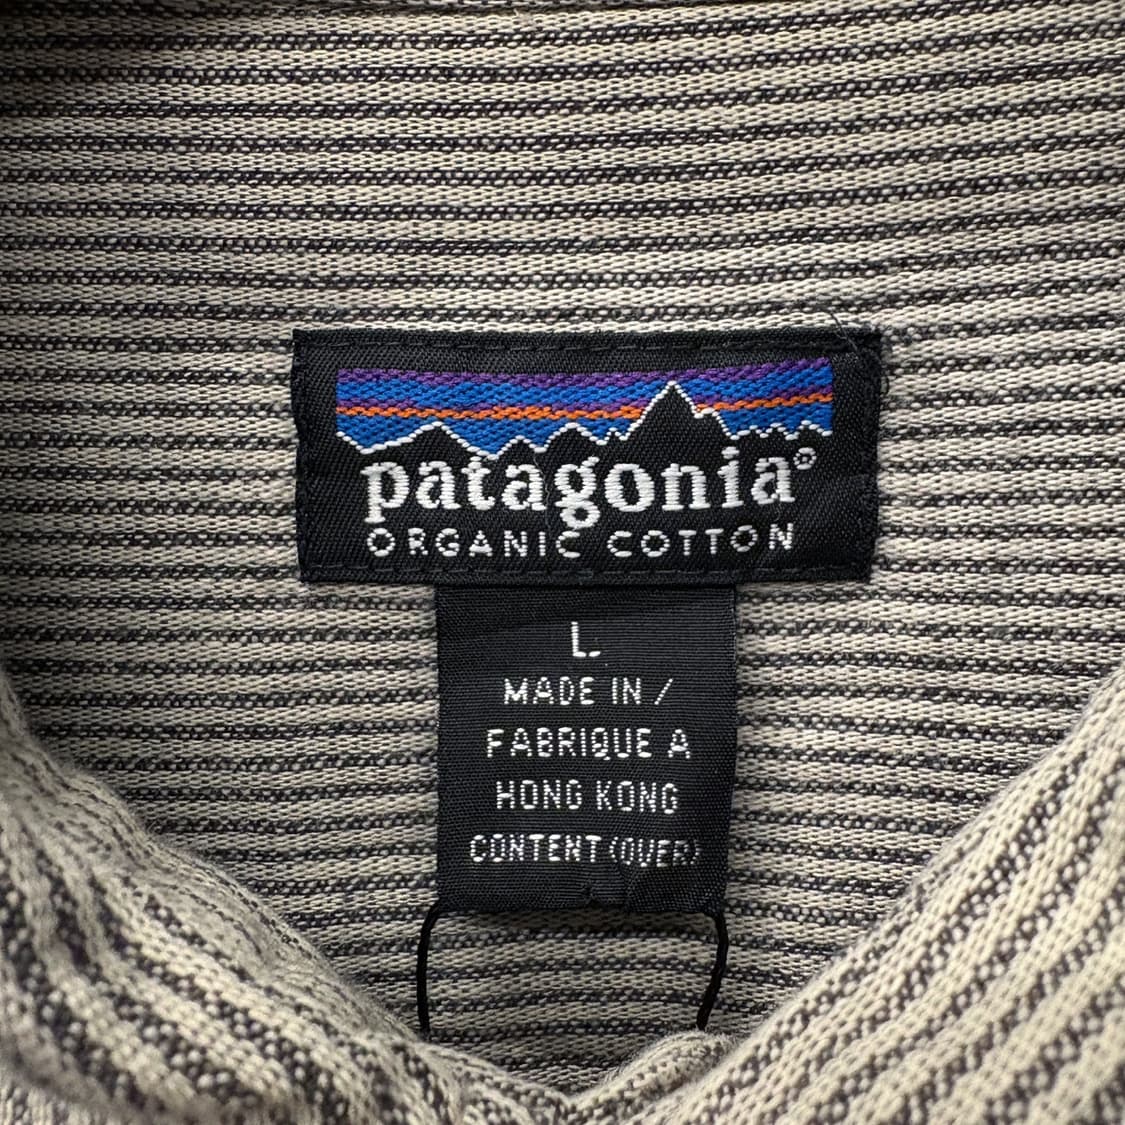 patagonia®
ORGANIC COTTON
L.
MADE IN /
FABRIQUE A
HONG KONG
CONTENT (OVER)